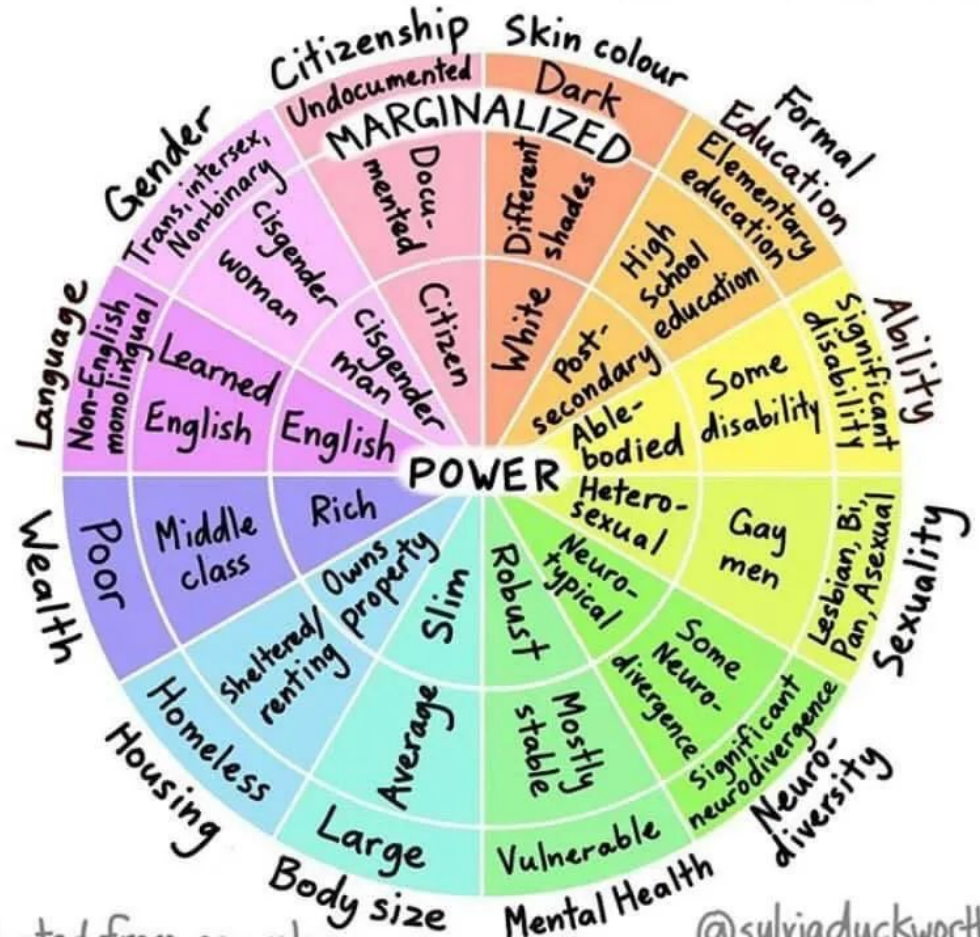 Citizenship
Undocumented
Docu-
mented
Citizen
Skin colour
Dark
Different
shades
White
Formal
Education
Elementary
education
High
school
education
Post-
secondary
Ability
Significant
disability
Some
disability
Able-
bodied
Sexuality
Lesbian, Bi,
Pan, Asexual
Gay
men
Hetero-
sexual
Neuro-
diversity
Significant
neurodivergence
Some
Neuro-
divergence
Neuro-
typical
Mental Health
Vulnerable
Mostly
stable
Robust
Body size
Large
Average
Slim
Housing
Homeless
Sheltered/
renting
Owns
property
Wealth
Poor
Middle
class
Rich
Language
Non-English
monolingual
Learned
English
English
Gender
Trans, intersex,
Non-binary
Cisgender
woman
Cisgender
man
MARGINALIZED
POWER
@sylviaduckworth